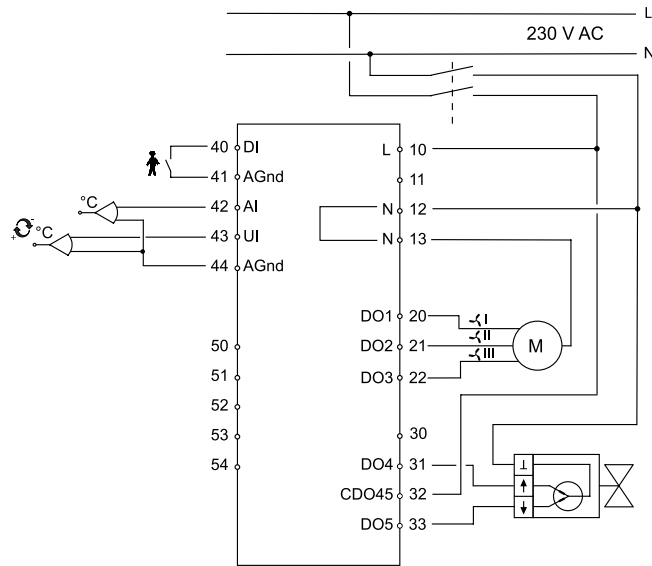 L
230 V AC
N
40 DI
L 10
41 AGnd
11
°C
42 AI
N 12
°C
43 UI
N 13
44 AGnd
DO1 20
I
II
50
DO2 21
M
III
51
DO3 22
52
53
30
54
DO4 31
CDO45 32
DO5 33